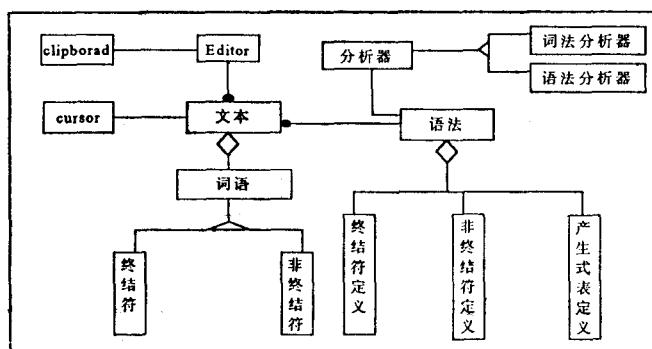 clipborad
Editor
分析器
词法分析器
语法分析器
cursor
文本
语法
词语
终结符
非终结符
终结符定义
非终结符定义
产生式表定义